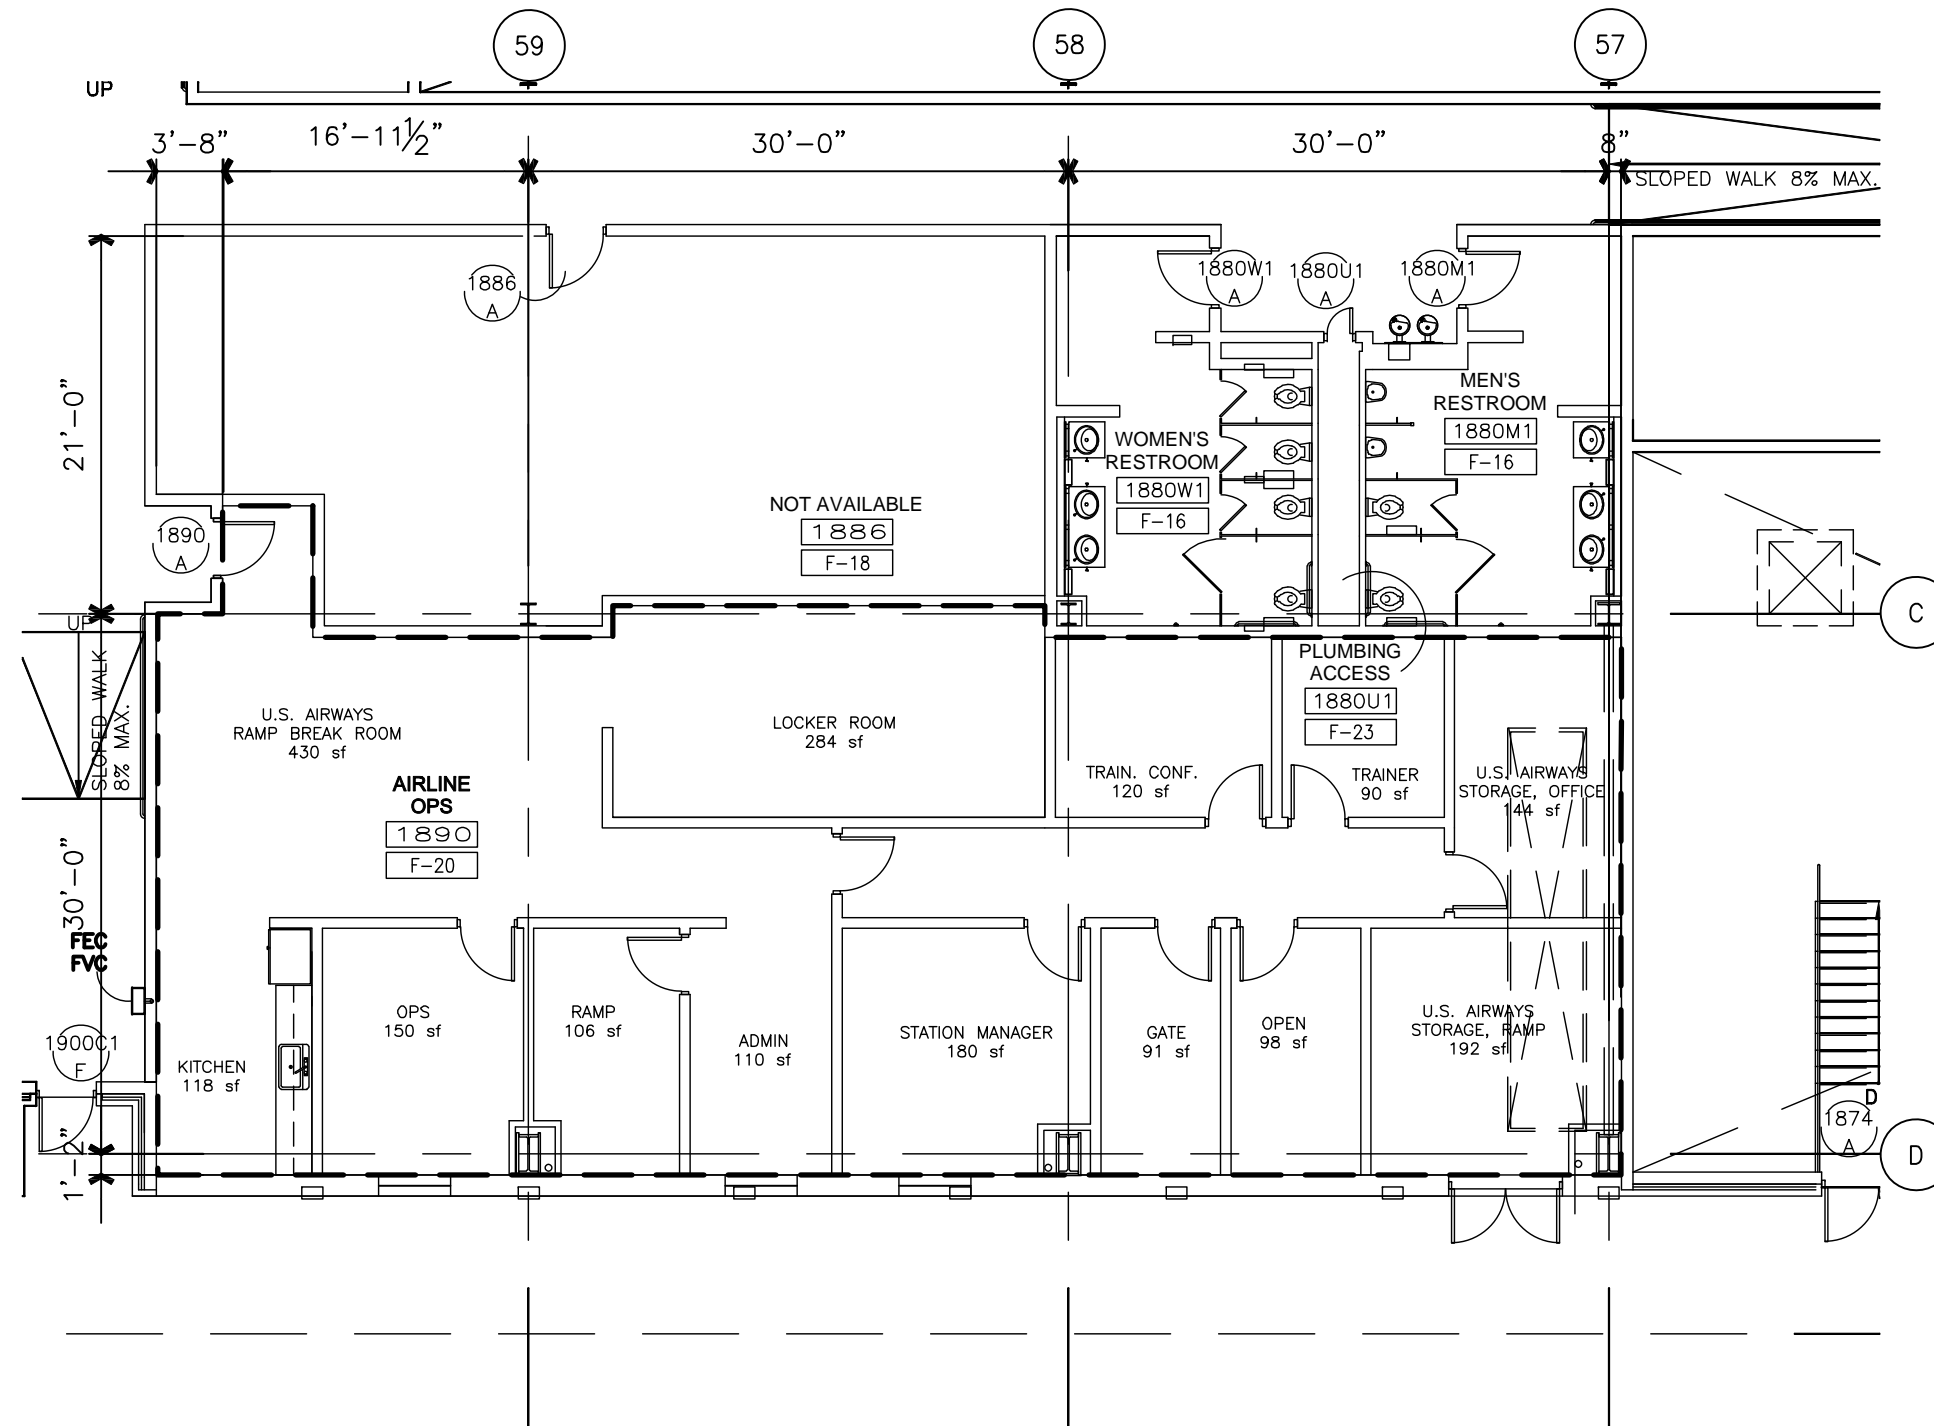 59
58
57
UP
3'-8"
16'-11½"
30'-0"
30'-0"
8"
SLOPED WALK 8% MAX.
1886
A
1880W1
A
1880U1
A
1880M1
A
21'-0"
MEN'S
RESTROOM
1880M1
F-16
WOMEN'S
RESTROOM
1880W1
F-16
NOT AVAILABLE
1886
F-18
1890
A
C
UP
SLOPED WALK
8% MAX.
PLUMBING
ACCESS
1880U1
F-23
U.S. AIRWAYS
RAMP BREAK ROOM
430 sf
LOCKER ROOM
284 sf
TRAIN. CONF.
120 sf
TRAINER
90 sf
U.S. AIRWAYS
STORAGE, OFFICE
144 sf
AIRLINE
OPS
1890
F-20
30'-0"
FEC
FVC
1900C1
F
KITCHEN
118 sf
OPS
150 sf
RAMP
106 sf
ADMIN
110 sf
STATION MANAGER
180 sf
GATE
91 sf
OPEN
98 sf
U.S. AIRWAYS
STORAGE, RAMP
192 sf
D
1874
A
D
1'-2"